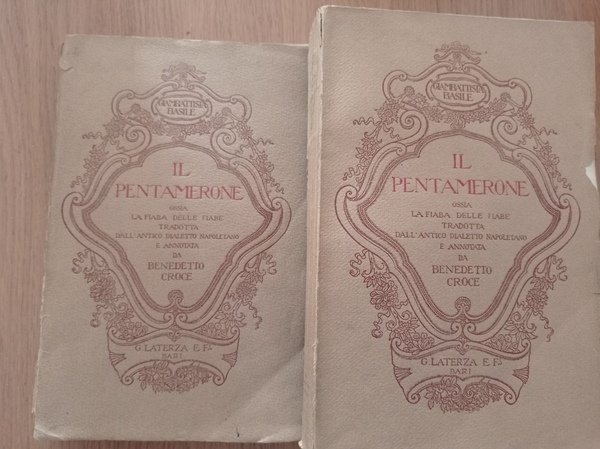 GIAMBATTISTA
BASILE
IL
PENTAMERONE
OSSIA
LA FIABA DELLE FIABE
TRADOTTA
DALL'ANTICO DIALETTO NAPOLETANO
E ANNOTATA
DA
BENEDETTO
CROCE
G. LATERZA E F.I
BARI
GIAMBATTISTA
BASILE
IL
PENTAMERONE
OSSIA
LA FIABA DELLE FIABE
TRADOTTA
DALL'ANTICO DIALETTO NAPOLETANO
E ANNOTATA
DA
BENEDETTO
CROCE
G. LATERZA E F.I
BARI